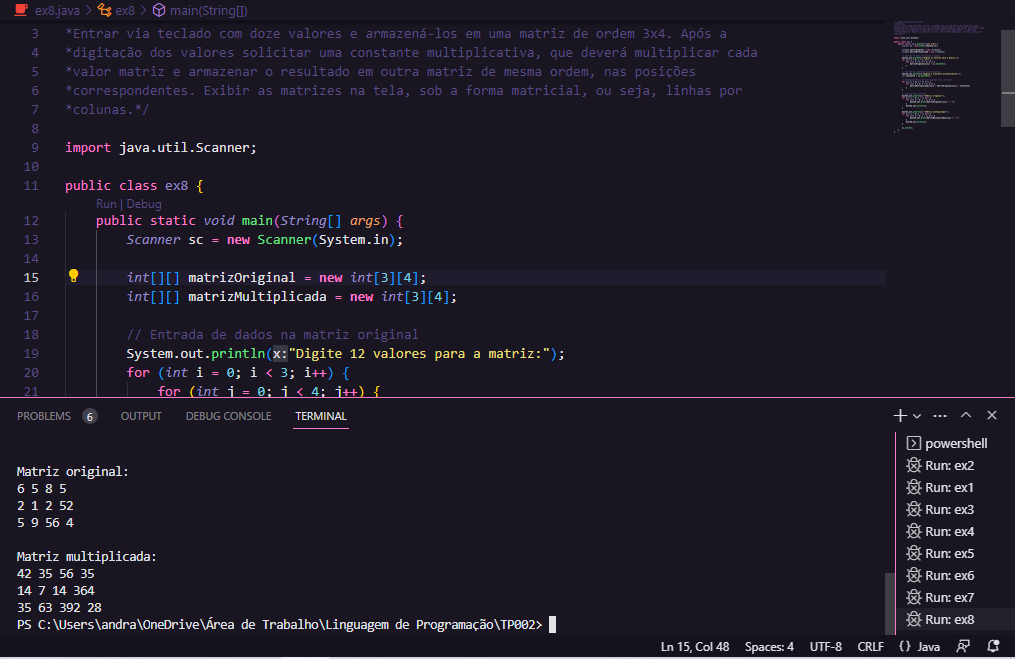 ex8.java > ex8 > main(String[])
3 *Entrar via teclado com doze valores e armazená-los em uma matriz de ordem 3x4. Após a
4 *digitação dos valores solicitar uma constante multiplicativa, que deverá multiplicar cada
5 *valor matriz e armazenar o resultado em outra matriz de mesma ordem, nas posições
6 *correspondentes. Exibir as matrizes na tela, sob a forma matricial, ou seja, linhas por
7 *colunas.*/
8
9 import java.util.Scanner;
10
11 public class ex8 {
Run | Debug
12 public static void main(String[] args) {
13 Scanner sc = new Scanner(System.in);
14
15 int[][] matrizOriginal = new int[3][4];
16 int[][] matrizMultiplicada = new int[3][4];
17
18 // Entrada de dados na matriz original
19 System.out.println(x:"Digite 12 valores para a matriz:");
20 for (int i = 0; i < 3; i++) {
21 for (int j = 0; j < 4; j++) {
PROBLEMS 6 OUTPUT DEBUG CONSOLE TERMINAL
Matriz original:
6 5 8 5
2 1 2 52
5 9 56 4
Matriz multiplicada:
42 35 56 35
14 7 14 364
35 63 392 28
PS C:\Users\andra\OneDrive\Área de Trabalho\Linguagem de Programação\TP002>
powershell
Run: ex2
Run: ex1
Run: ex3
Run: ex4
Run: ex5
Run: ex6
Run: ex7
Run: ex8
Ln 15, Col 48 Spaces: 4 UTF-8 CRLF {} Java